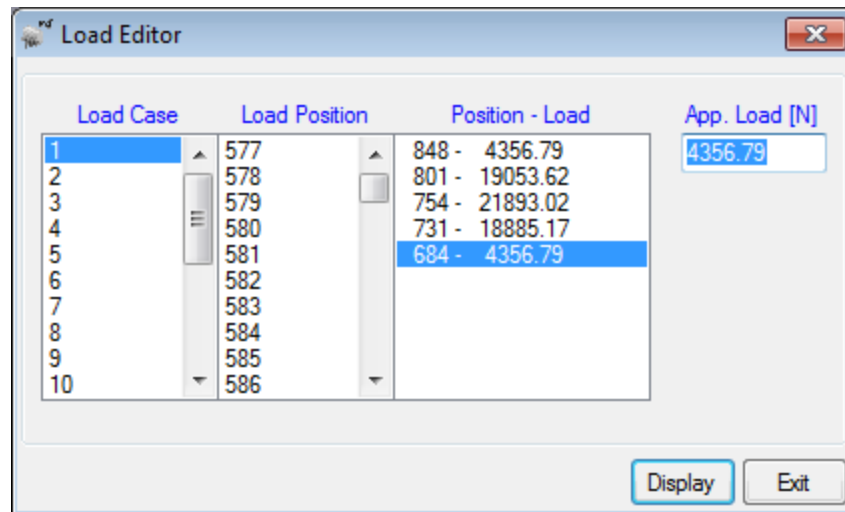 Load Editor
Load Case
Load Position
Position - Load
App. Load [N]
1
2
3
4
5
6
7
8
9
10
577
578
579
580
581
582
583
584
585
586
848 - 4356.79
801 - 19053.62
754 - 21893.02
731 - 18885.17
684 - 4356.79
4356.79
Display
Exit